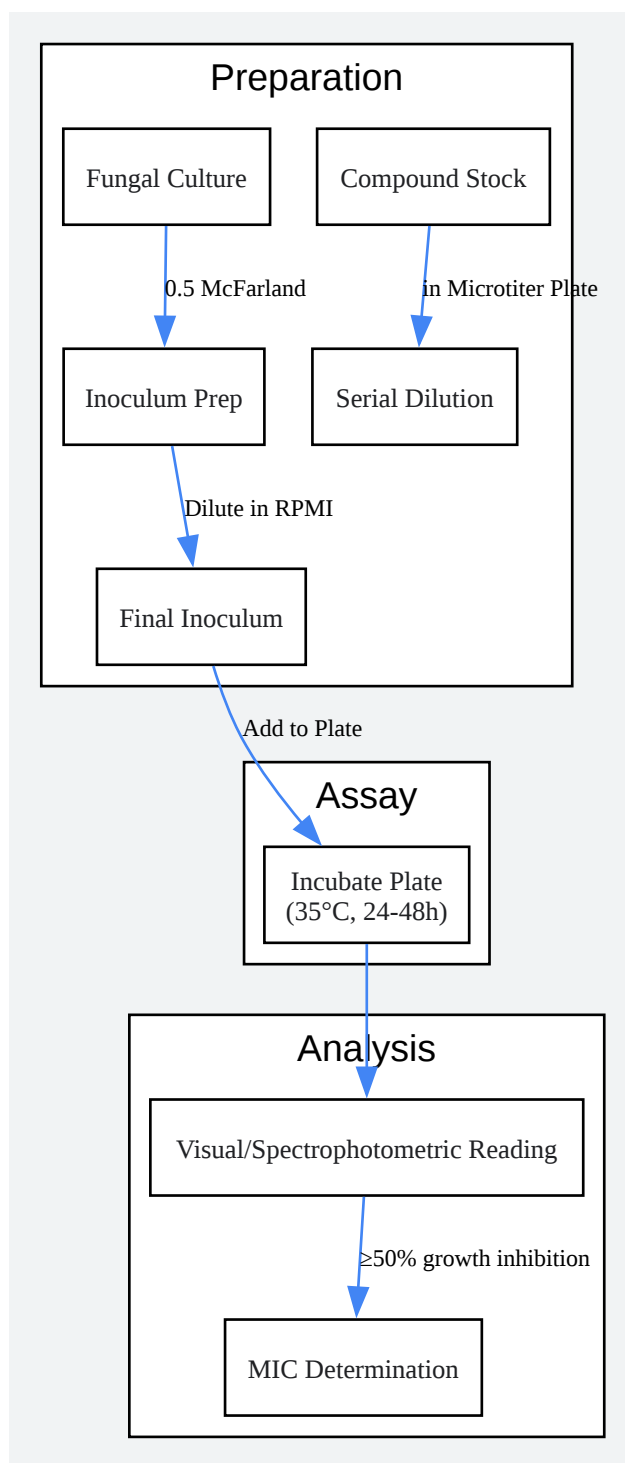 Preparation
Fungal Culture
Compound Stock
0.5 McFarland
in Microtiter Plate
Inoculum Prep
Serial Dilution
Dilute in RPMI
Final Inoculum
Add to Plate
Assay
Incubate Plate
(35°C, 24-48h)
Analysis
Visual/Spectrophotometric Reading
≥50% growth inhibition
MIC Determination